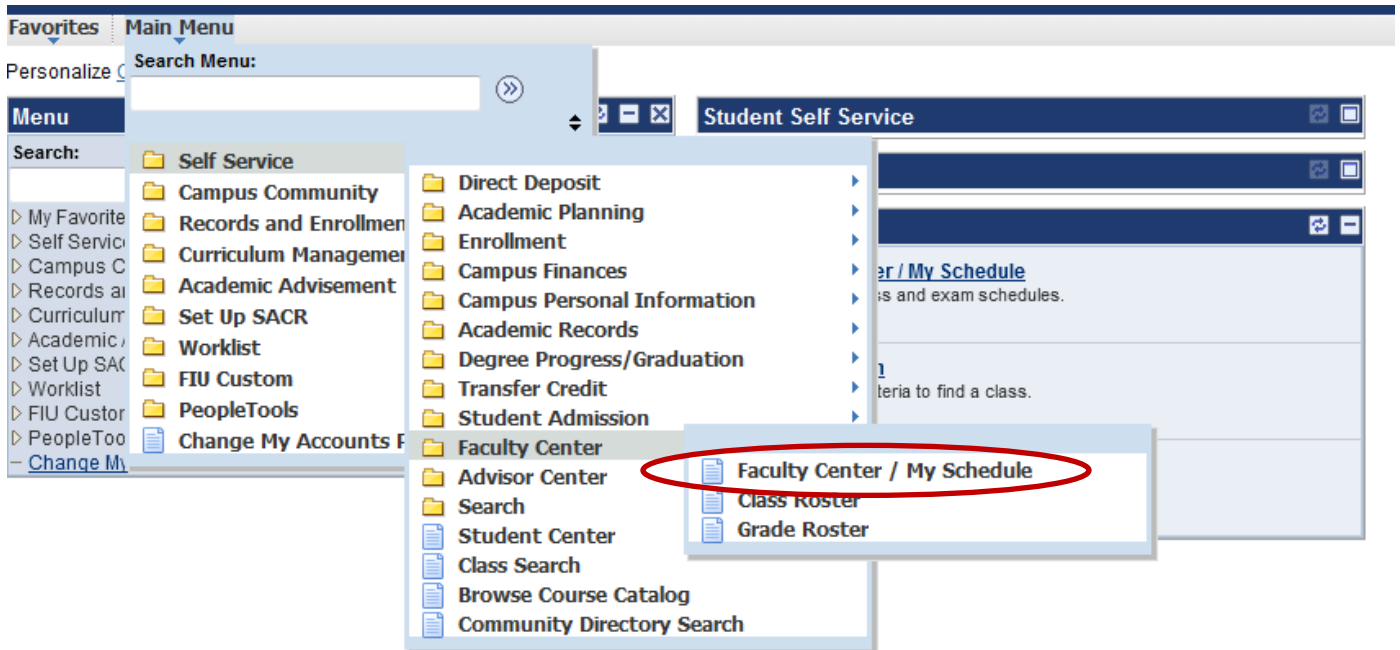 Favorites Main Menu
Personalize
Search Menu:
Menu
Student Self Service
Search:
My Favorite
Self Servic
Campus C
Records a
Curriculum
Academic
Set Up SA
Worklist
FIU Custor
PeopleToo
Change My
Self Service
Campus Community
Records and Enrollmen
Curriculum Managemer
Academic Advisement
Set Up SACR
Worklist
FIU Custom
PeopleTools
Change My Accounts
Direct Deposit
Academic Planning
Enrollment
Campus Finances
Campus Personal Information
Academic Records
Degree Progress/Graduation
Transfer Credit
Student Admission
Faculty Center
Advisor Center
Search
Student Center
Class Search
Browse Course Catalog
Community Directory Search
Faculty Center / My Schedule
Class Roster
Grade Roster
er / My Schedule
ss and exam schedules.
teria to find a class.